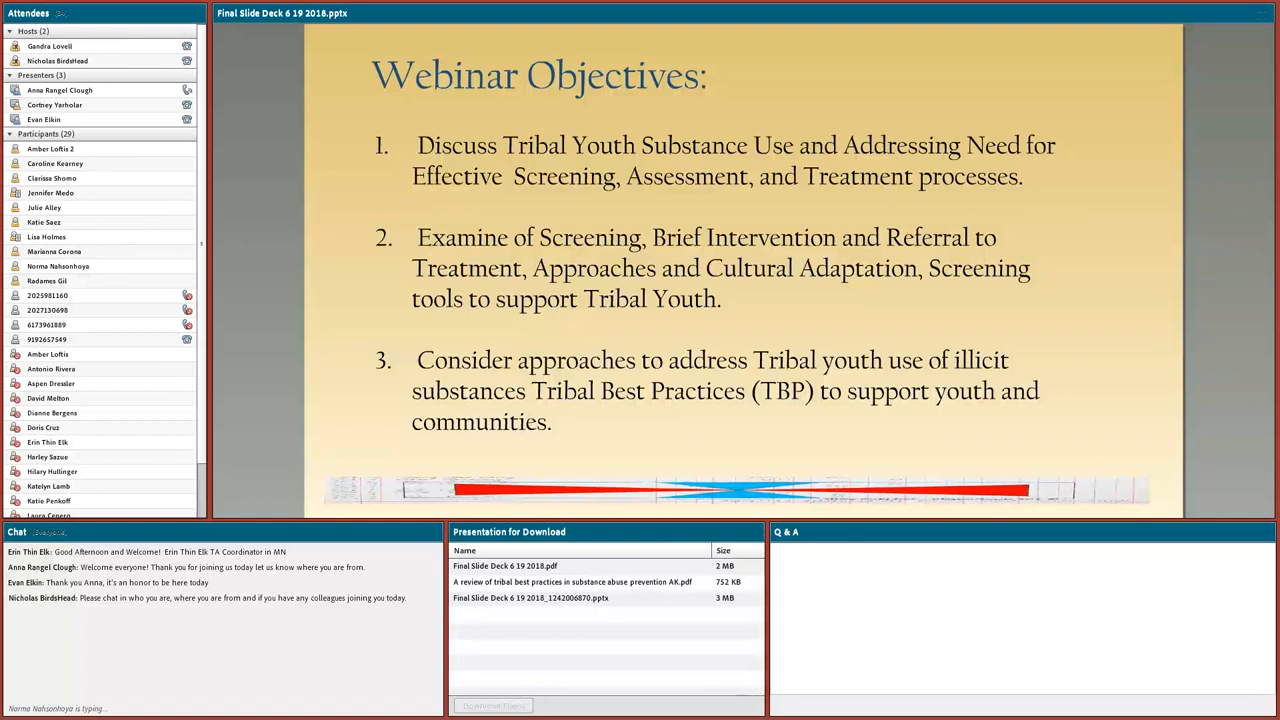 Attendees
Final Slide Deck 6 19 2018.pptx
Hosts (2)
Gandra Lovell
Nicholas BirdsHead
Presenters (3)
Anna Rangel Clough
Cortney Yarholar
Evan Elkin
Participants (29)
Amber Loftis 2
Caroline Kearney
Clarissa Shomo
Jennifer Medo
Julie Alley
Katie Saez
Lisa Holmes
Marianna Corona
Norma Nahsonhoya
Radames Gil
2025981160
2027130698
6173961889
9192657549
Amber Loftis
Antonio Rivera
Aspen Dressler
David Melton
Dianne Bergens
Doris Cruz
Erin Thin Elk
Harley Sazue
Hilary Hullinger
Katelyn Lamb
Katie Penkoff
Laura Cenero
Webinar Objectives:
1. Discuss Tribal Youth Substance Use and Addressing Need for
Effective Screening, Assessment, and Treatment processes.
2. Examine of Screening, Brief Intervention and Referral to
Treatment, Approaches and Cultural Adaptation, Screening
tools to support Tribal Youth.
3. Consider approaches to address Tribal youth use of illicit
substances Tribal Best Practices (TBP) to support youth and
communities.
Chat (Everyone)
Erin Thin Elk: Good Afternoon and Welcome! Erin Thin Elk TA Coordinator in MN
Anna Rangel Clough: Welcome everyone! Thank you for joining us today let us know where you are from.
Evan Elkin: Thank you Anna, it's an honor to be here today
Nicholas BirdsHead: Please chat in who you are, where you are from and if you have any colleagues joining you today.
Norma Nahsonhoya is typing...
Presentation for Download
Name Size
Final Slide Deck 6 19 2018.pdf 2 MB
A review of tribal best practices in substance abuse prevention AK.pdf 752 KB
Final Slide Deck 6 19 2018_1242006870.pptx 3 MB
Download File(s)
Q & A